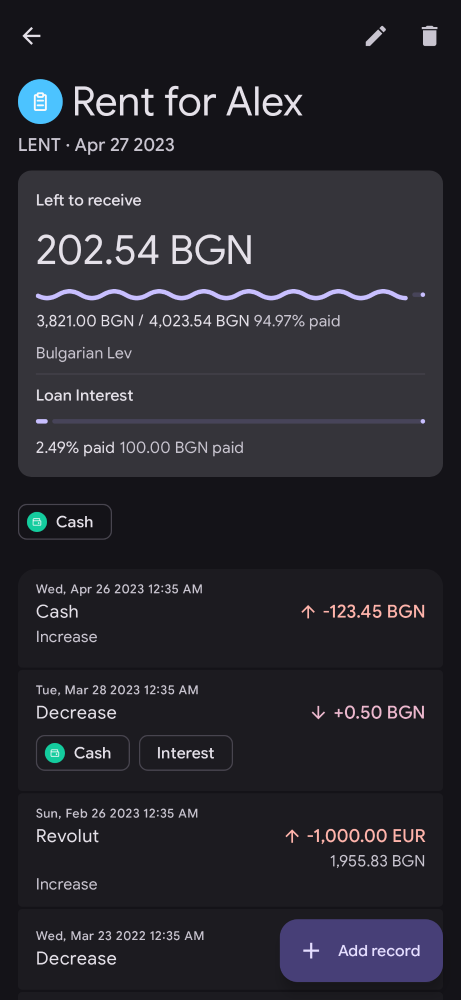 Rent for Alex
LENT · Apr 27 2023
Left to receive
202.54 BGN
3,821.00 BGN / 4,023.54 BGN 94.97% paid
Bulgarian Lev
Loan Interest
2.49% paid 100.00 BGN paid
Cash
Wed, Apr 26 2023 12:35 AM
Cash ↑ -123.45 BGN
Increase
Tue, Mar 28 2023 12:35 AM
Decrease ↓ +0.50 BGN
Cash Interest
Sun, Feb 26 2023 12:35 AM
Revolut ↑ -1,000.00 EUR
1,955.83 BGN
Increase
Wed, Mar 23 2022 12:35 AM
Decrease
+ Add record